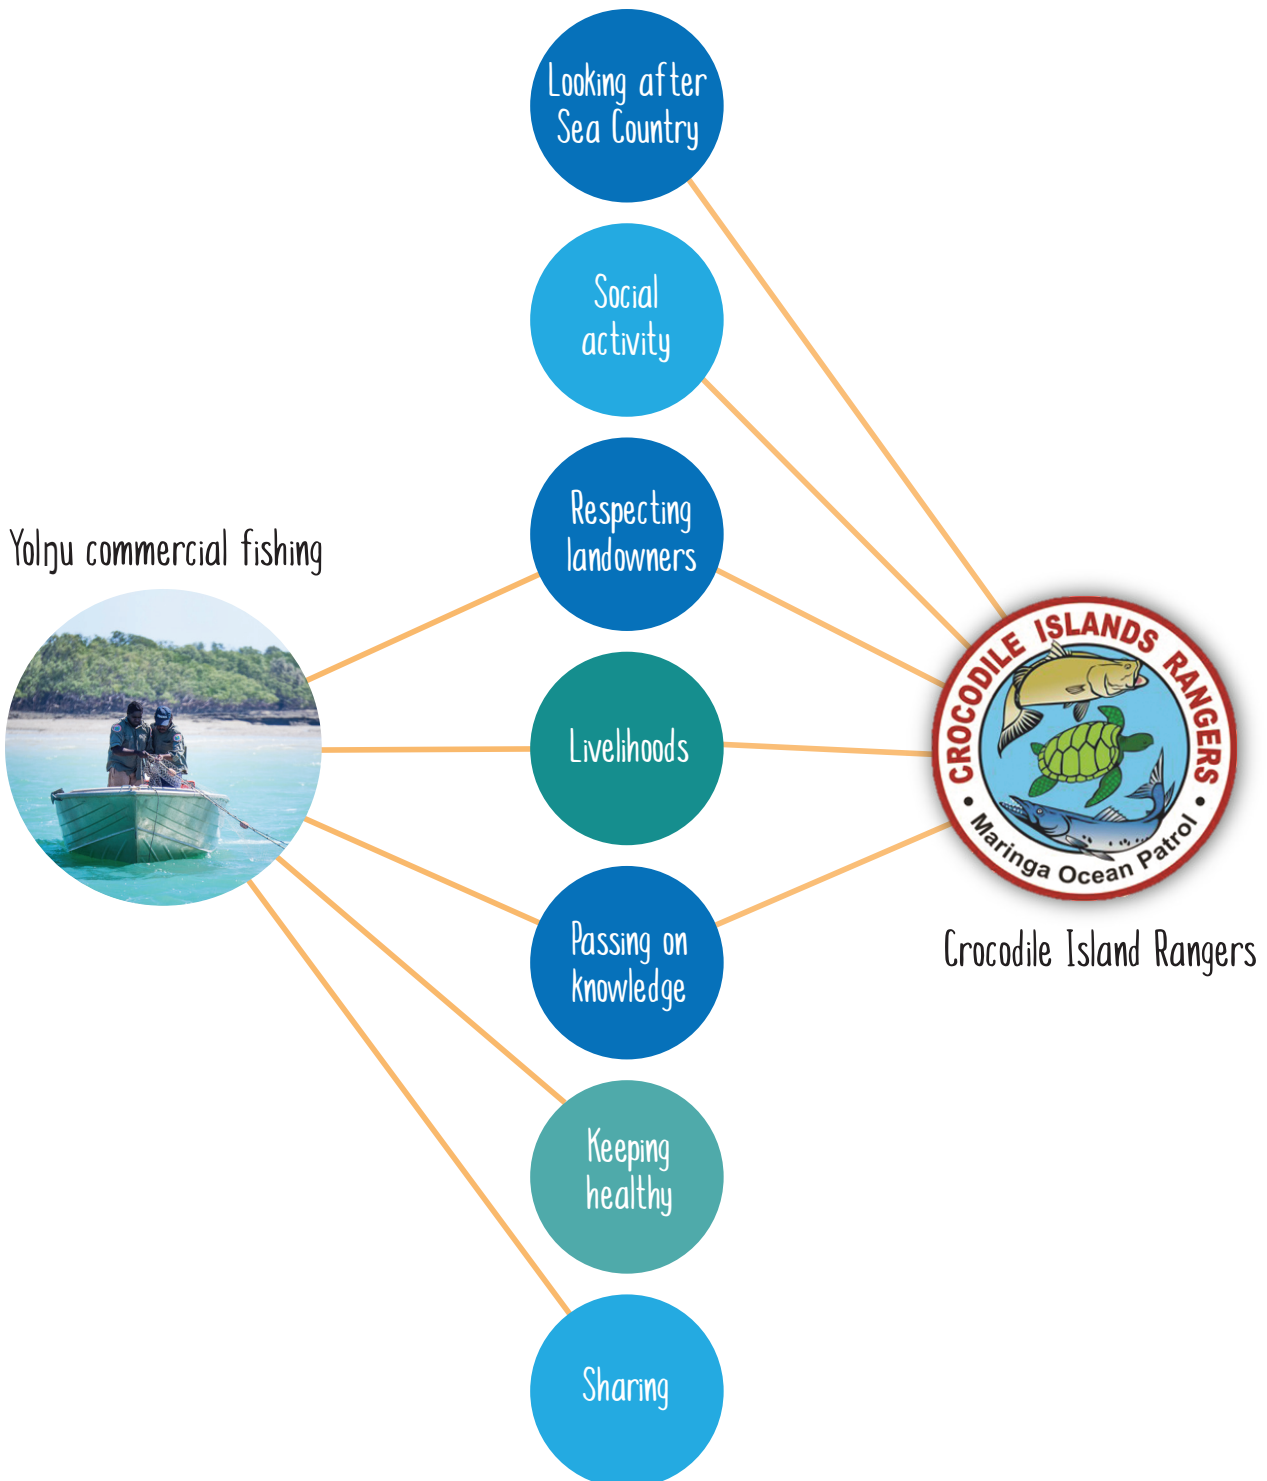 Looking after
Sea Country
Social
activity
Respecting
landowners
Yolŋu commercial fishing
Livelihoods
CROCODILE ISLANDS RANGERS
• Maringa Ocean Patrol •
Passing on
knowledge
Crocodile Island Rangers
Keeping
healthy
Sharing